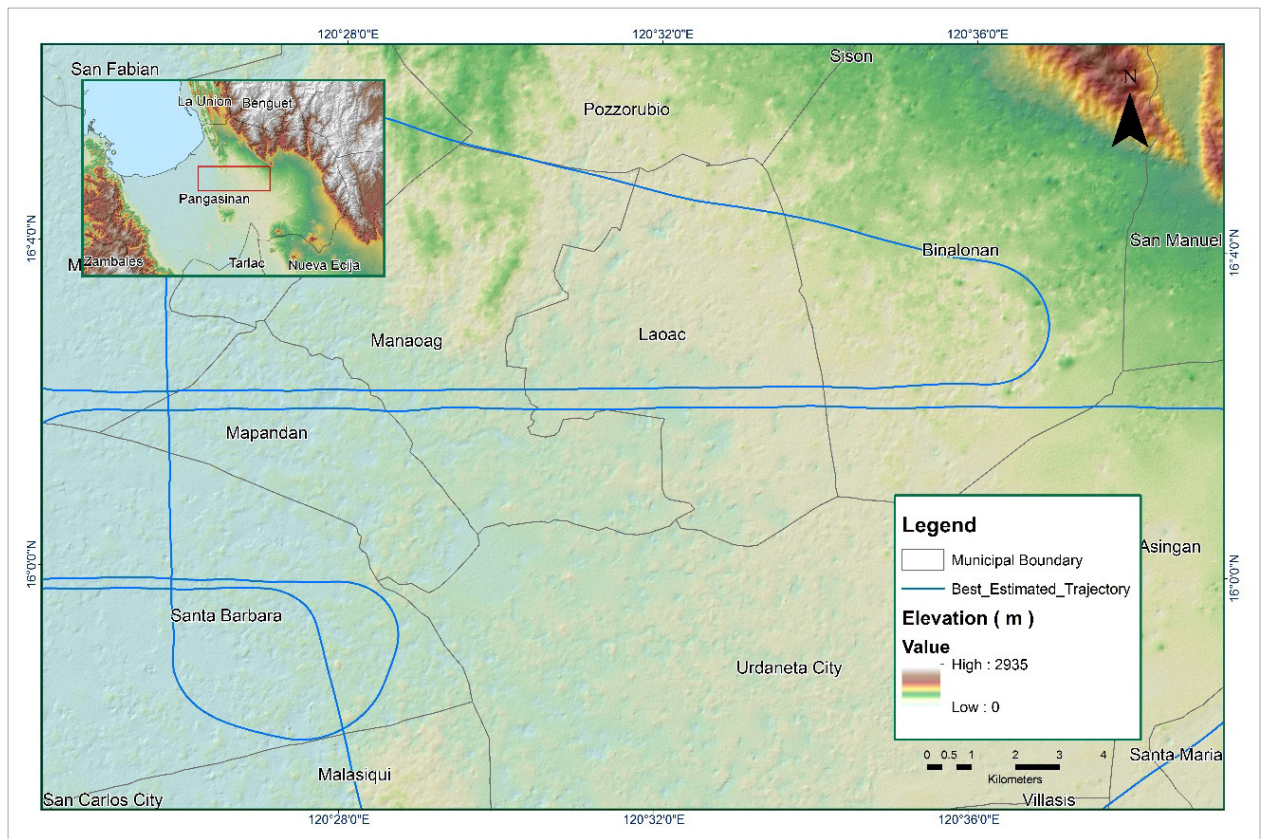 120°28'0"E
120°32'0"E
120°36'0"E
San Fabian
Sison
N
La Union
Benguet
Pozzorubio
Pangasinan
16°4'0"N
16°4'0"N
San Manuel
Binalonan
M
Zambales
Tarlac
Nueva Ecija
Manaoag
Laoac
Mapandan
Legend
Municipal Boundary
Best_Estimated_Trajectory
Elevation ( m )
Value
High : 2935
Low : 0
Asingan
16°0'0"N
16°0'0"N
Santa Barbara
Urdaneta City
0 0.5 1 2 3 4
Kilometers
Santa Maria
Malasiqui
San Carlos City
Villasis
120°28'0"E
120°32'0"E
120°36'0"E